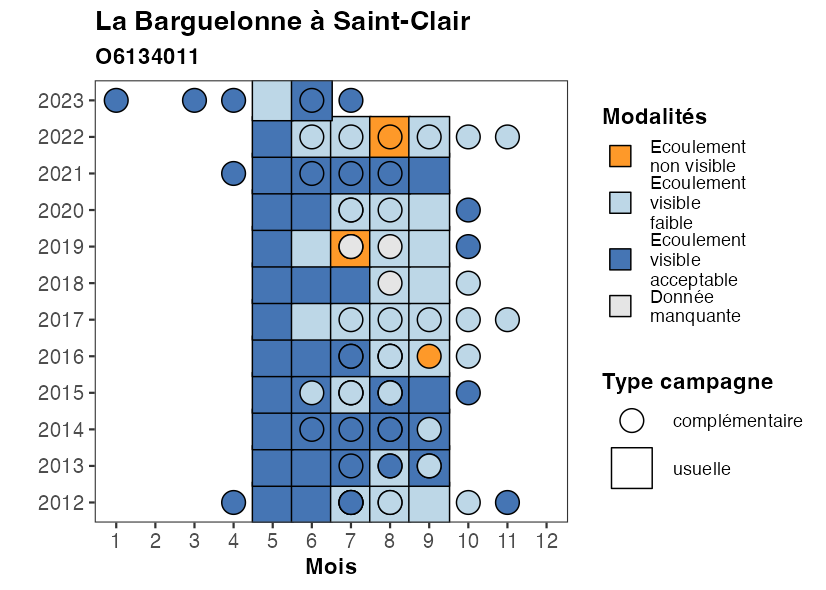 La Barguelonne à Saint-Clair
O6134011
2023
2022
2021
2020
2019
2018
2017
2016
2015
2014
2013
2012
1 2 3 4 5 6 7 8 9 10 11 12
Mois
Modalités
Ecoulement
non visible
Ecoulement
visible
faible
Ecoulement
visible
acceptable
Donnée
manquante
Type campagne
complémentaire
usuelle